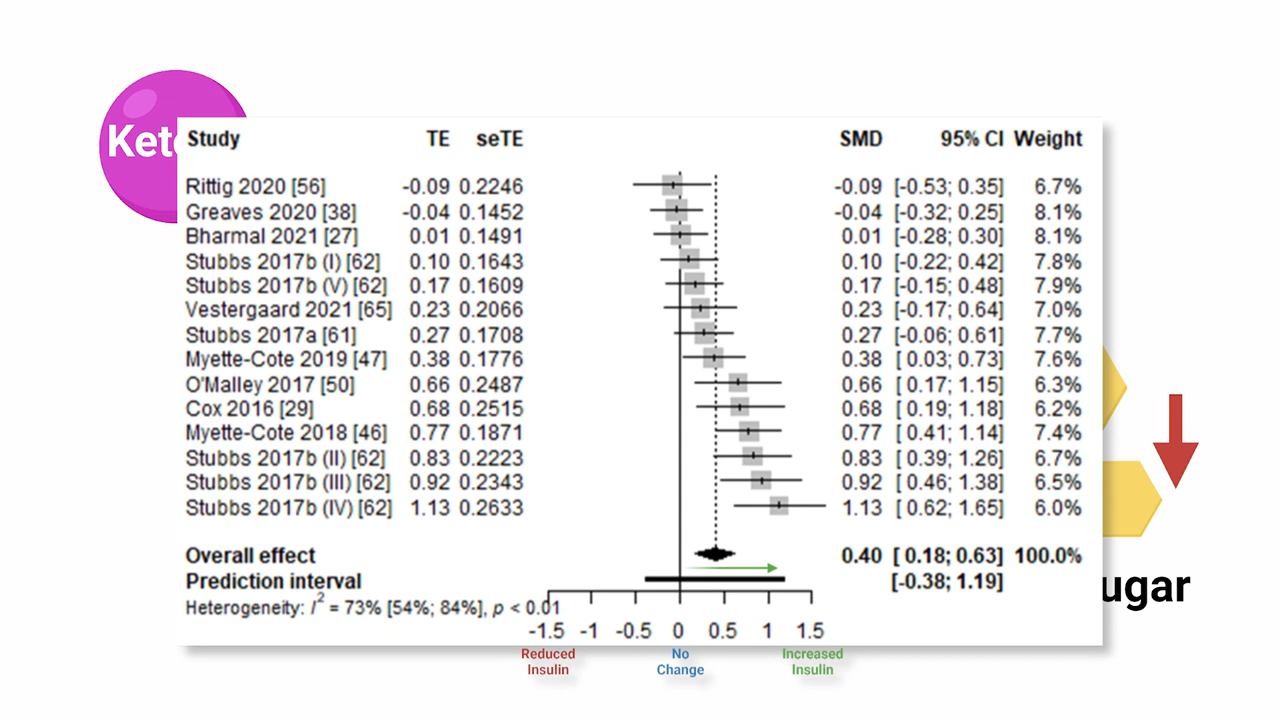 Keto
Study TE seTE SMD 95% CI Weight
Rittig 2020 [56] -0.09 0.2246 -0.09 [-0.53; 0.35] 6.7%
Greaves 2020 [38] -0.04 0.1452 -0.04 [-0.32; 0.25] 8.1%
Bharmal 2021 [27] 0.01 0.1491 0.01 [-0.28; 0.30] 8.1%
Stubbs 2017b (I) [62] 0.10 0.1643 0.10 [-0.22; 0.42] 7.8%
Stubbs 2017b (V) [62] 0.17 0.1609 0.17 [-0.15; 0.48] 7.9%
Vestergaard 2021 [65] 0.23 0.2066 0.23 [-0.17; 0.64] 7.0%
Stubbs 2017a [61] 0.27 0.1708 0.27 [-0.06; 0.61] 7.7%
Myette-Cote 2019 [47] 0.38 0.1776 0.38 [ 0.03; 0.73] 7.6%
O'Malley 2017 [50] 0.66 0.2487 0.66 [ 0.17; 1.15] 6.3%
Cox 2016 [29] 0.68 0.2515 0.68 [ 0.19; 1.18] 6.2%
Myette-Cote 2018 [46] 0.77 0.1871 0.77 [ 0.41; 1.14] 7.4%
Stubbs 2017b (II) [62] 0.83 0.2223 0.83 [ 0.39; 1.26] 6.7%
Stubbs 2017b (III) [62] 0.92 0.2343 0.92 [ 0.46; 1.38] 6.5%
Stubbs 2017b (IV) [62] 1.13 0.2633 1.13 [ 0.62; 1.65] 6.0%
Overall effect 0.40 [ 0.18; 0.63] 100.0%
Prediction interval [-0.38; 1.19]
ugar
Heterogeneity: I² = 73% [54%; 84%], p < 0.01
-1.5 -1 -0.5 0 0.5 1 1.5
Reduced Insulin
No Change
Increased Insulin